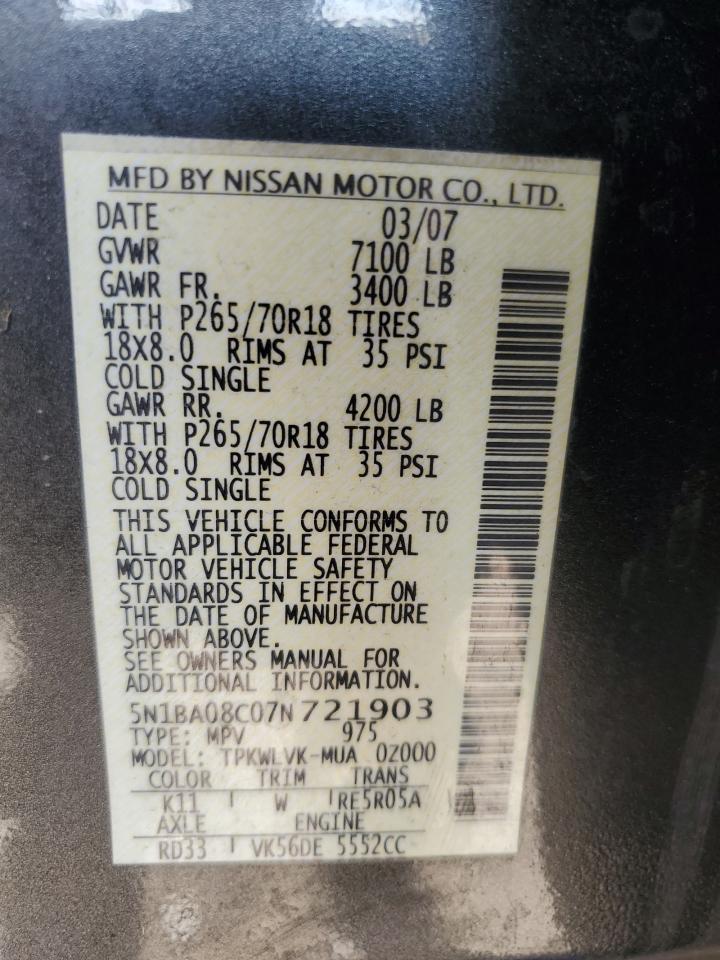 MFD BY NISSAN MOTOR CO., LTD.
DATE 03/07
GVWR 7100 LB
GAWR FR. 3400 LB
WITH P265/70R18 TIRES
18X8.0 RIMS AT 35 PSI
COLD SINGLE
GAWR RR. 4200 LB
WITH P265/70R18 TIRES
18X8.0 RIMS AT 35 PSI
COLD SINGLE
THIS VEHICLE CONFORMS TO
ALL APPLICABLE FEDERAL
MOTOR VEHICLE SAFETY
STANDARDS IN EFFECT ON
THE DATE OF MANUFACTURE
SHOWN ABOVE.
SEE OWNERS MANUAL FOR
ADDITIONAL INFORMATION.
5N1BA08C07N721903
TYPE: MPV 975
MODEL: TPKWLVK-MUA 02000
COLOR TRIM TRANS
K11 W RE5R05A
AXLE ENGINE
RD33 VK56DE 5552CC